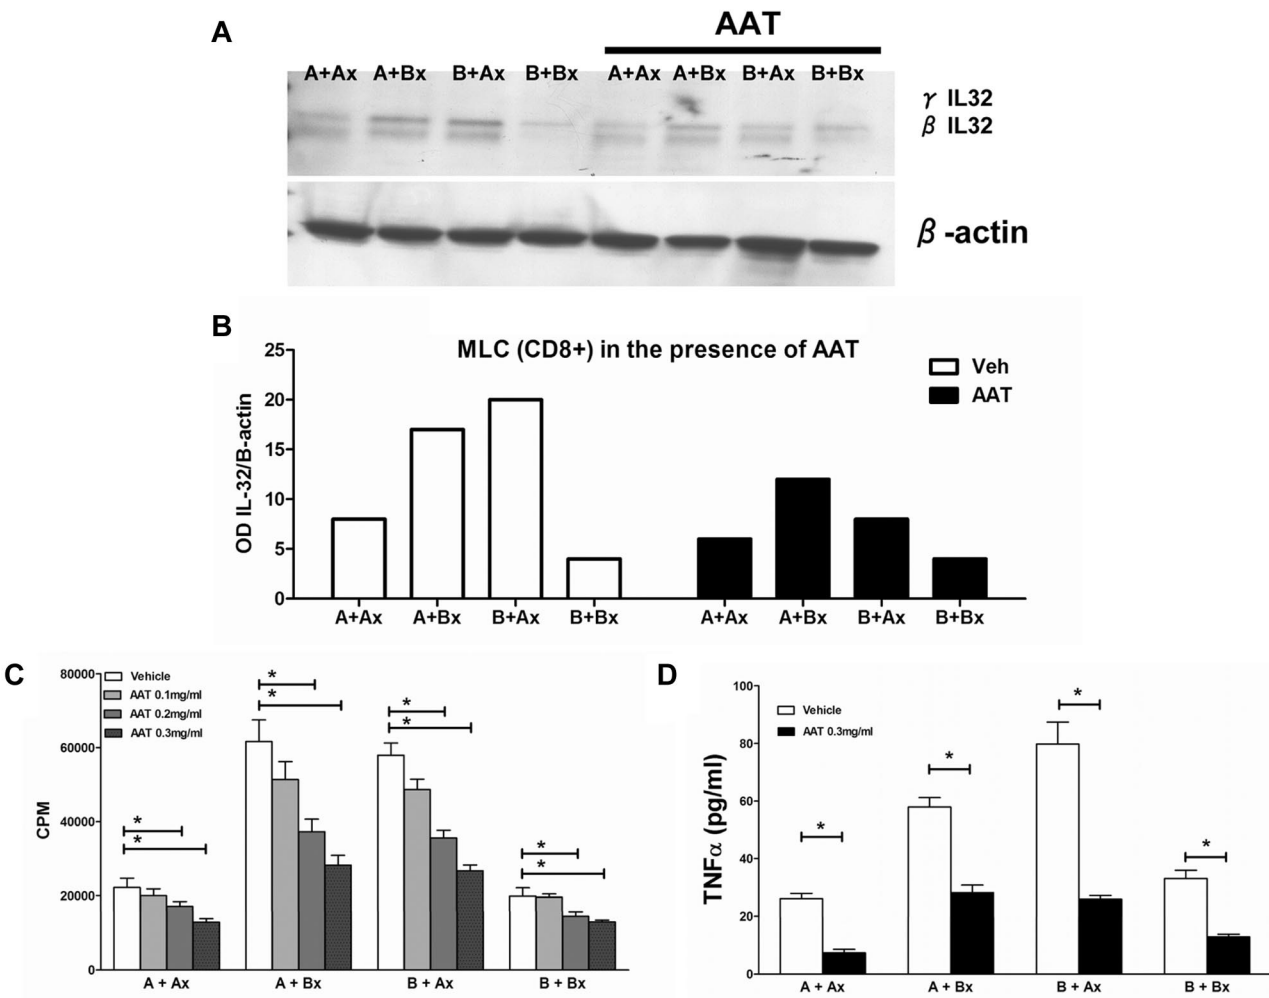 A
AAT
A+Ax A+Bx B+Ax B+Bx A+Ax A+Bx B+Ax B+Bx
γ IL32
β IL32
β -actin
B
MLC (CD8+) in the presence of AAT
Veh
AAT
OD IL-32/B-actin
25
20
15
10
5
0
A+Ax A+Bx B+Ax B+Bx A+Ax A+Bx B+Ax B+Bx
C
CPM
80000
60000
40000
20000
0
Vehicle
AAT 0.1mg/ml
AAT 0.2mg/ml
AAT 0.3mg/ml
* *
* *
* *
* *
A + Ax A + Bx B + Ax B + Bx
D
TNFα (pg/ml)
100
80
60
40
20
0
Vehicle
AAT 0.3mg/ml
* * * *
A + Ax A + Bx B + Ax B + Bx